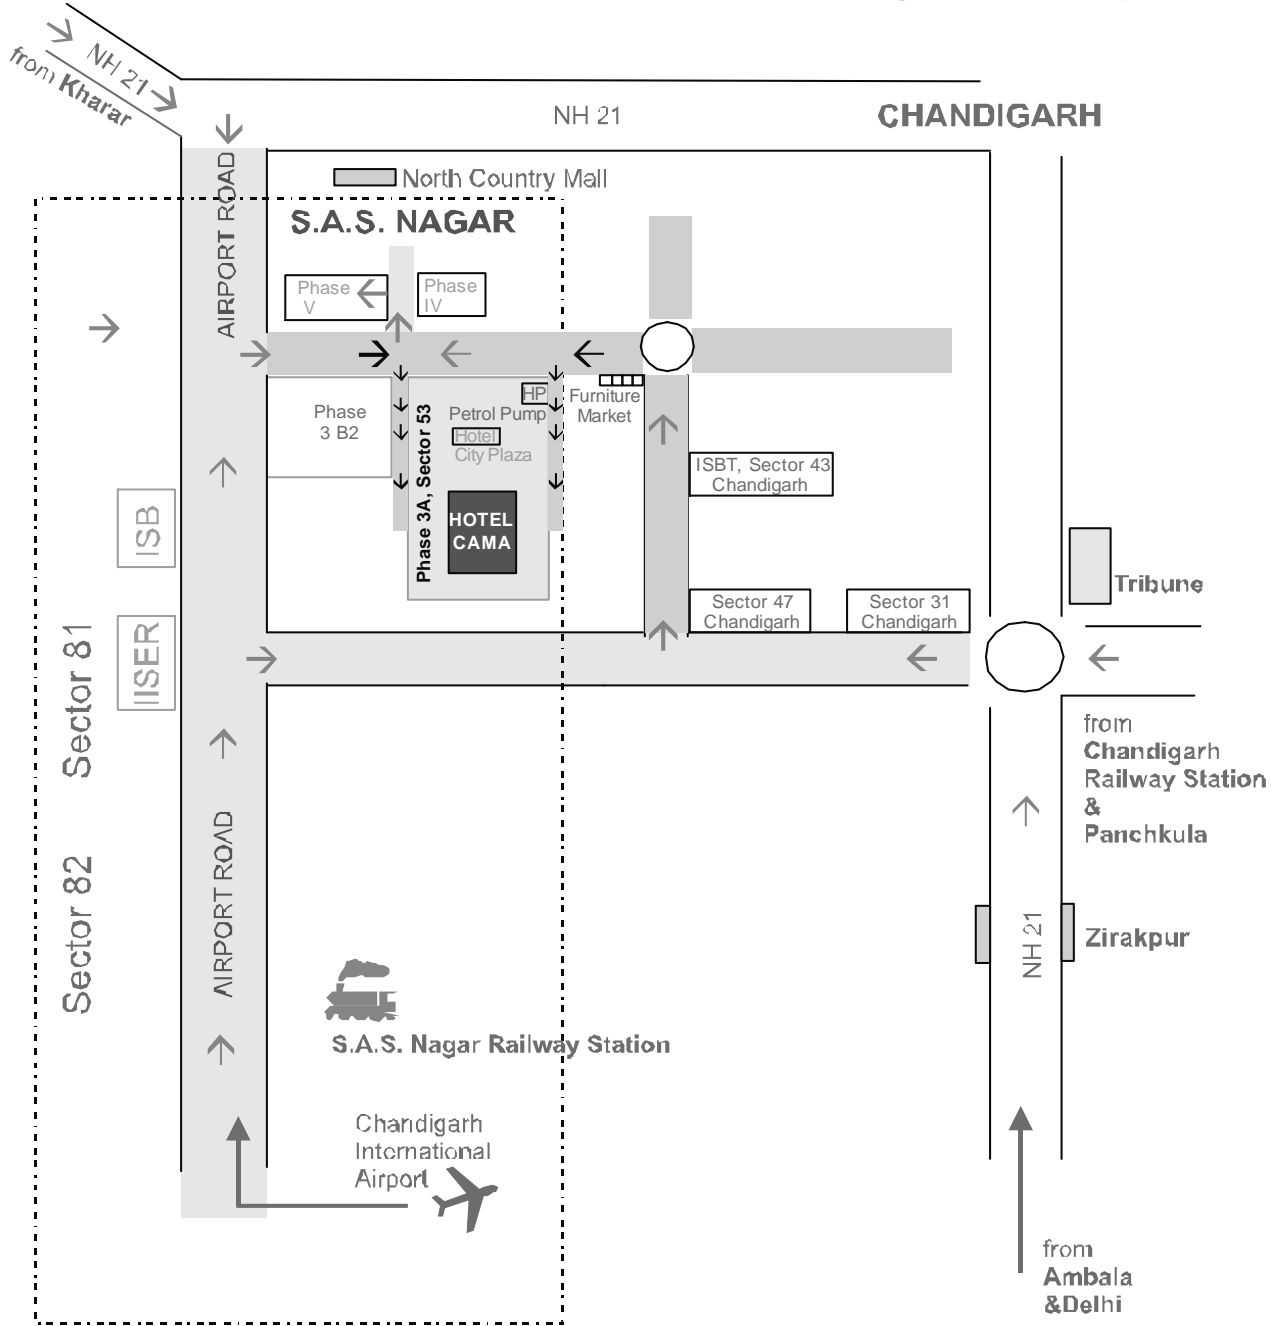 NH 21
from Kharar
NH 21
CHANDIGARH
AIRPORT ROAD
North Country Mall
S.A.S. NAGAR
Phase
V
Phase
IV
Phase
3 B2
Phase 3A, Sector 53
HP
Petrol Pump
Hotel
City Plaza
HOTEL
CAMA
Furniture
Market
ISBT, Sector 43
Chandigarh
ISB
IISER
Sector 81
Sector 82
Sector 47
Chandigarh
Sector 31
Chandigarh
Tribune
from
Chandigarh
Railway Station
&
Panchkula
AIRPORT ROAD
NH 21
Zirakpur
S.A.S. Nagar Railway Station
Chandigarh
International
Airport
from
Ambala
&Delhi